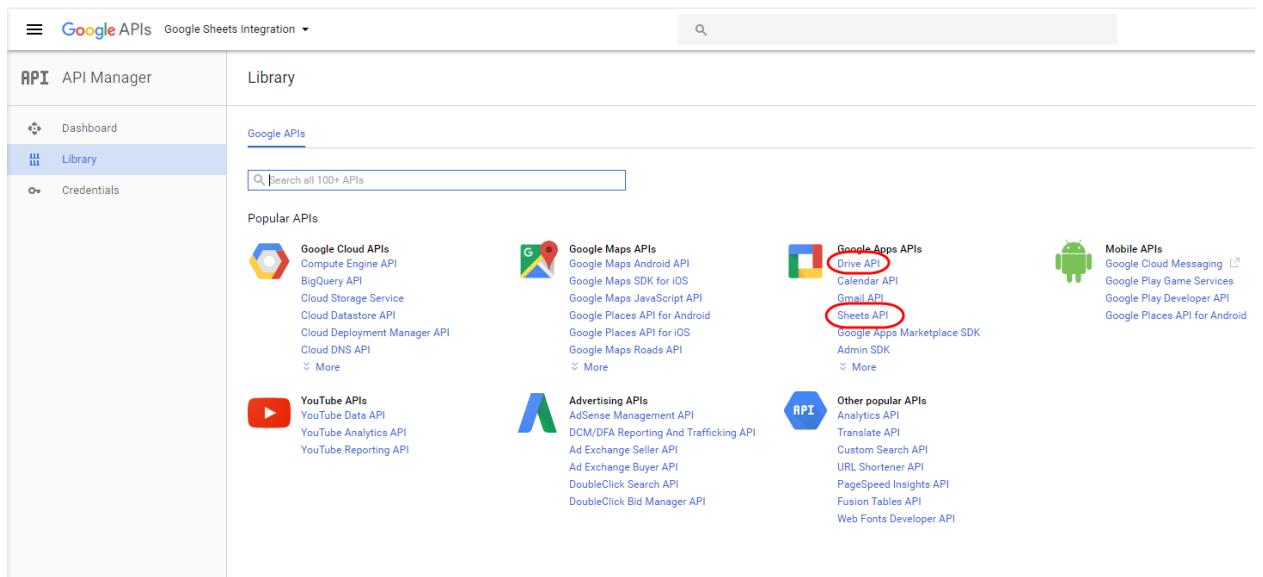 Google APIs Google Sheets Integration
API API Manager
Library
Dashboard
Library
Credentials
Google APIs
Search all 100+ APIs
Popular APIs
Google Cloud APIs
Compute Engine API
BigQuery API
Cloud Storage Service
Cloud Datastore API
Cloud Deployment Manager API
Cloud DNS API
More
G
Google Maps APIs
Google Maps Android API
Google Maps SDK for iOS
Google Maps JavaScript API
Google Places API for Android
Google Places API for iOS
Google Maps Roads API
More
Google Apps APIs
Drive API
Calendar API
Gmail API
Sheets API
Google Apps Marketplace SDK
Admin SDK
More
Mobile APIs
Google Cloud Messaging
Google Play Game Services
Google Play Developer API
Google Places API for Android
YouTube APIs
YouTube Data API
YouTube Analytics API
YouTube Reporting API
Advertising APIs
AdSense Management API
DCM/DFA Reporting And Trafficking API
Ad Exchange Seller API
Ad Exchange Buyer API
DoubleClick Search API
DoubleClick Bid Manager API
API
Other popular APIs
Analytics API
Translate API
Custom Search API
URL Shortener API
PageSpeed Insights API
Fusion Tables API
Web Fonts Developer API